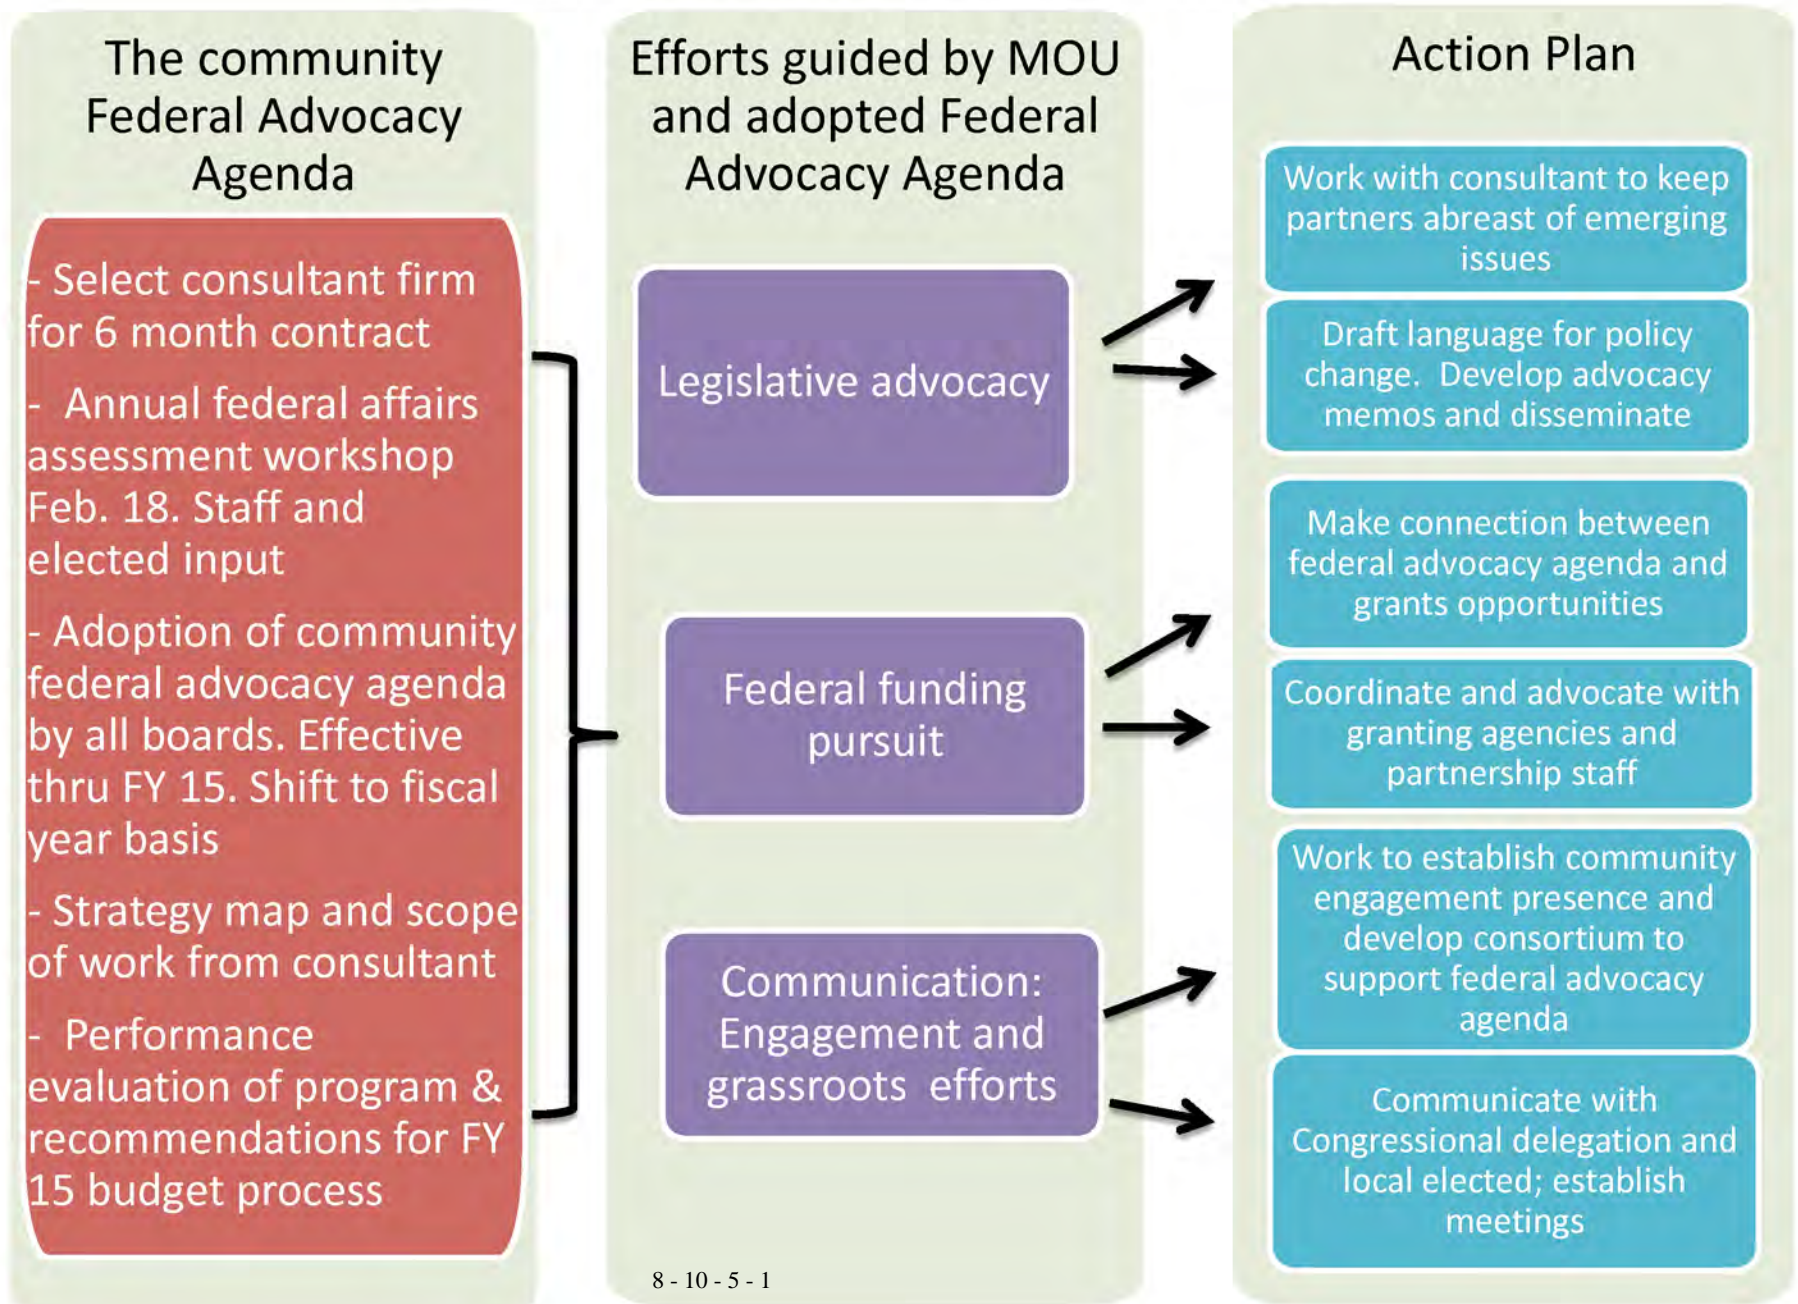 The community
Federal Advocacy
Agenda
- Select consultant firm
for 6 month contract
- Annual federal affairs
assessment workshop
Feb. 18. Staff and
elected input
- Adoption of community
federal advocacy agenda
by all boards. Effective
thru FY 15. Shift to fiscal
year basis
- Strategy map and scope
of work from consultant
- Performance
evaluation of program &
recommendations for FY
15 budget process
Efforts guided by MOU
and adopted Federal
Advocacy Agenda
Legislative advocacy
Federal funding
pursuit
Communication:
Engagement and
grassroots efforts
Action Plan
Work with consultant to keep
partners abreast of emerging
issues
Draft language for policy
change. Develop advocacy
memos and disseminate
Make connection between
federal advocacy agenda and
grants opportunities
Coordinate and advocate with
granting agencies and
partnership staff
Work to establish community
engagement presence and
develop consortium to
support federal advocacy
agenda
Communicate with
Congressional delegation and
local elected; establish
meetings
8 - 10 - 5 - 1